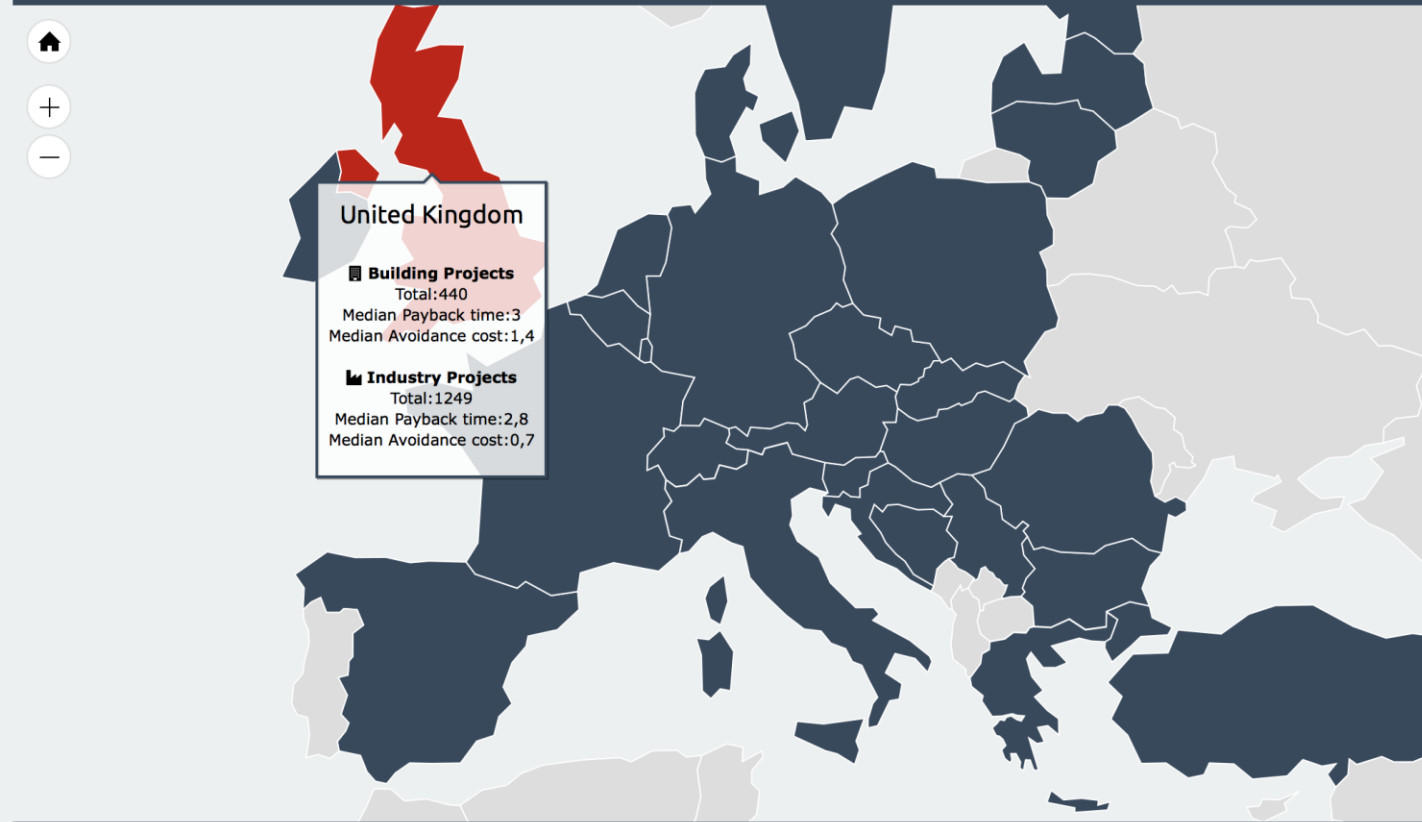 United Kingdom
Building Projects
Total:440
Median Payback time:3
Median Avoidance cost:1,4
Industry Projects
Total:1249
Median Payback time:2,8
Median Avoidance cost:0,7